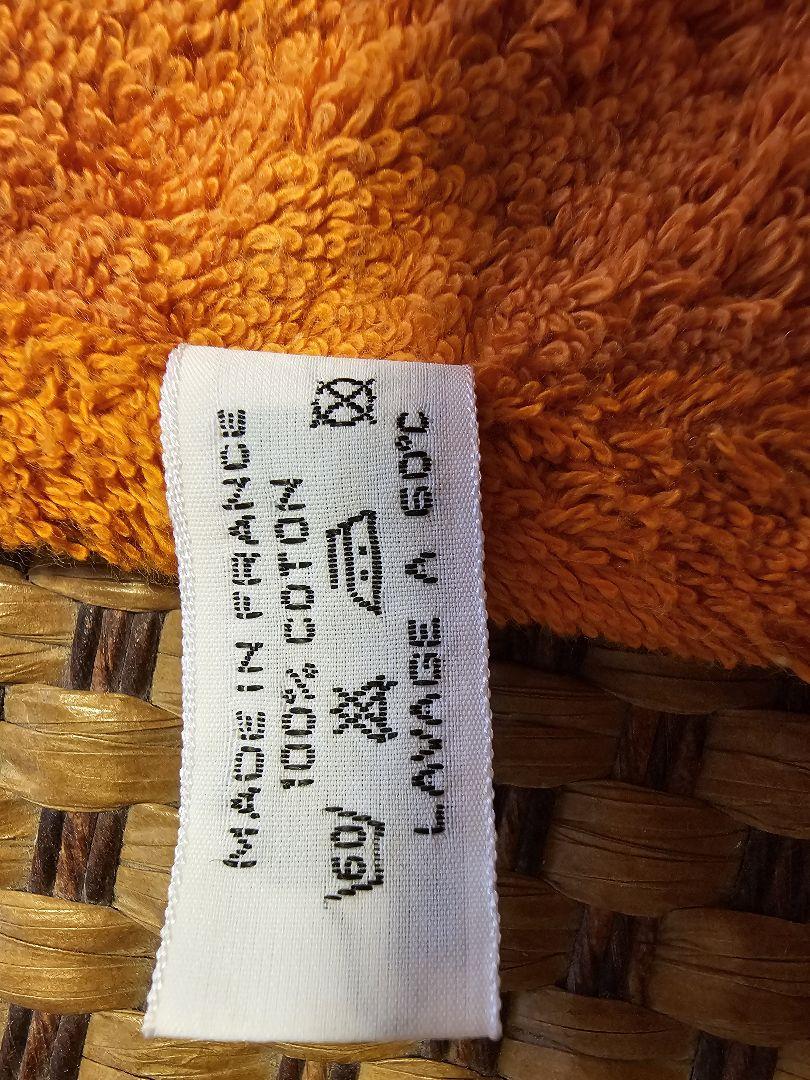 MADE IN FRANCE
100% COTON
60
LAVAGE A 60°C